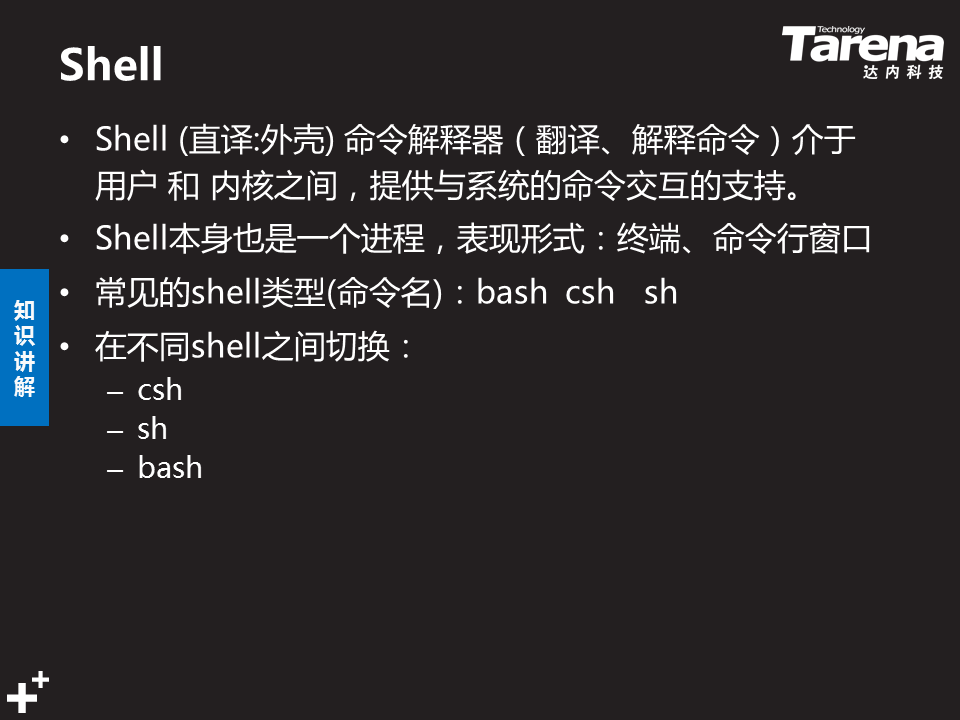 Shell
Technology
Tarena
达内科技
• Shell (直译:外壳) 命令解释器（翻译、解释命令）介于
用户 和 内核之间，提供与系统的命令交互的支持。
• Shell本身也是一个进程，表现形式：终端、命令行窗口
• 常见的shell类型(命令名)：bash csh sh
• 在不同shell之间切换：
– csh
– sh
– bash
知识讲解